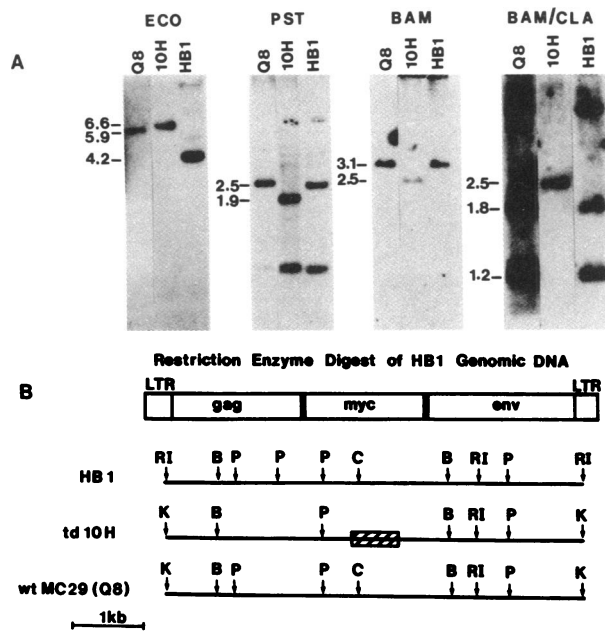 ECO PST BAM BAM/CLA
A
Q8 10H HB1 Q8 10H HB1 Q8 10H HB1 Q8 10H HB1
6.6
5.9
4.2
2.5
1.9
3.1
2.5
2.5
1.8
1.2
Restriction Enzyme Digest of HB1 Genomic DNA
B
LTR LTR
gag myc env
RI B P P P C B RI P RI
HB1
K B P B RI P K
td 10H
K B P P C B RI P K
wt MC29 (Q8)
1kb